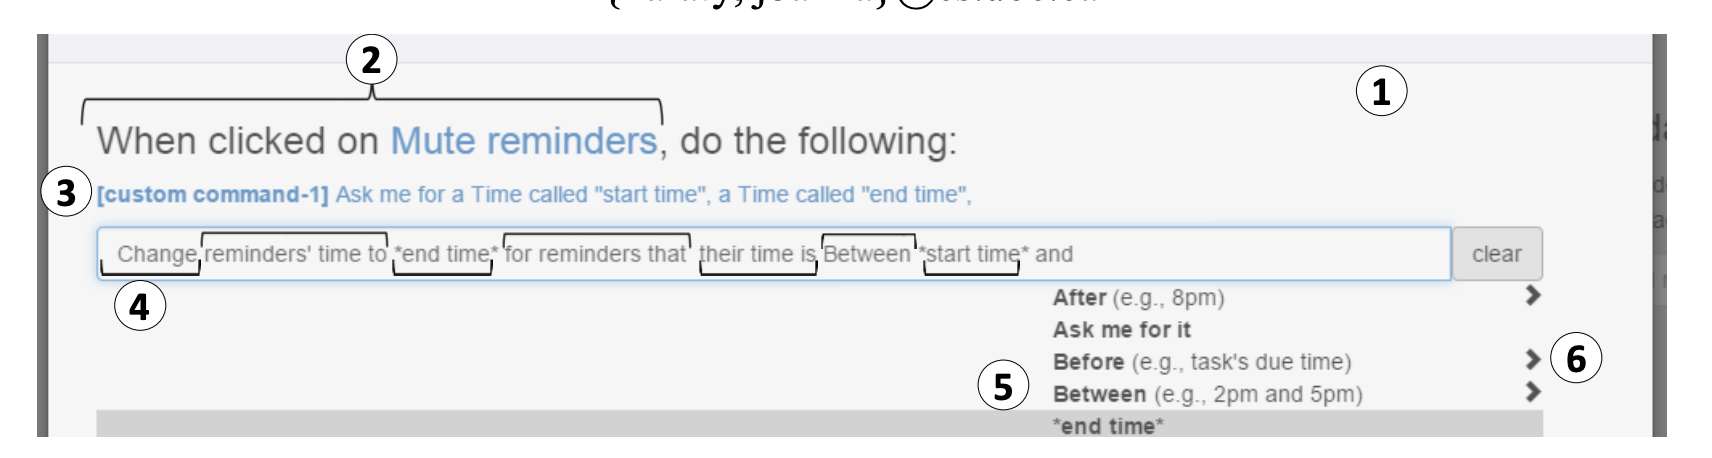 2
1
When clicked on Mute reminders, do the following:
3
[custom command-1] Ask me for a Time called "start time", a Time called "end time",
Change reminders' time to *end time* for reminders that their time is Between *start time* and
clear
4
After (e.g., 8pm)
Ask me for it
Before (e.g., task's due time)
6
5
Between (e.g., 2pm and 5pm)
*end time*